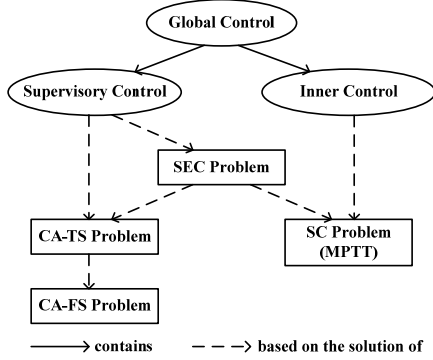 Global Control
Supervisory Control
Inner Control
SEC Problem
CA-TS Problem
SC Problem
(MPTT)
CA-FS Problem
contains
based on the solution of